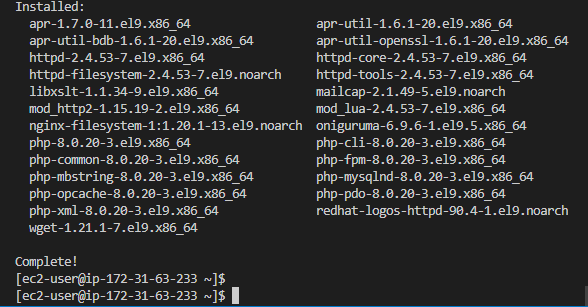 Installed:
apr-1.7.0-11.el9.x86_64 apr-util-1.6.1-20.el9.x86_64
apr-util-bdb-1.6.1-20.el9.x86_64 apr-util-openssl-1.6.1-20.el9.x86_64
httpd-2.4.53-7.el9.x86_64 httpd-core-2.4.53-7.el9.x86_64
httpd-filesystem-2.4.53-7.el9.noarch httpd-tools-2.4.53-7.el9.x86_64
libxslt-1.1.34-9.el9.x86_64 mailcap-2.1.49-5.el9.noarch
mod_http2-1.15.19-2.el9.x86_64 mod_lua-2.4.53-7.el9.x86_64
nginx-filesystem-1:1.20.1-13.el9.noarch oniguruma-6.9.6-1.el9.5.x86_64
php-8.0.20-3.el9.x86_64 php-cli-8.0.20-3.el9.x86_64
php-common-8.0.20-3.el9.x86_64 php-fpm-8.0.20-3.el9.x86_64
php-mbstring-8.0.20-3.el9.x86_64 php-mysqlnd-8.0.20-3.el9.x86_64
php-opcache-8.0.20-3.el9.x86_64 php-pdo-8.0.20-3.el9.x86_64
php-xml-8.0.20-3.el9.x86_64 redhat-logos-httpd-90.4-1.el9.noarch
wget-1.21.1-7.el9.x86_64
Complete!
[ec2-user@ip-172-31-63-233 ~]$
[ec2-user@ip-172-31-63-233 ~]$